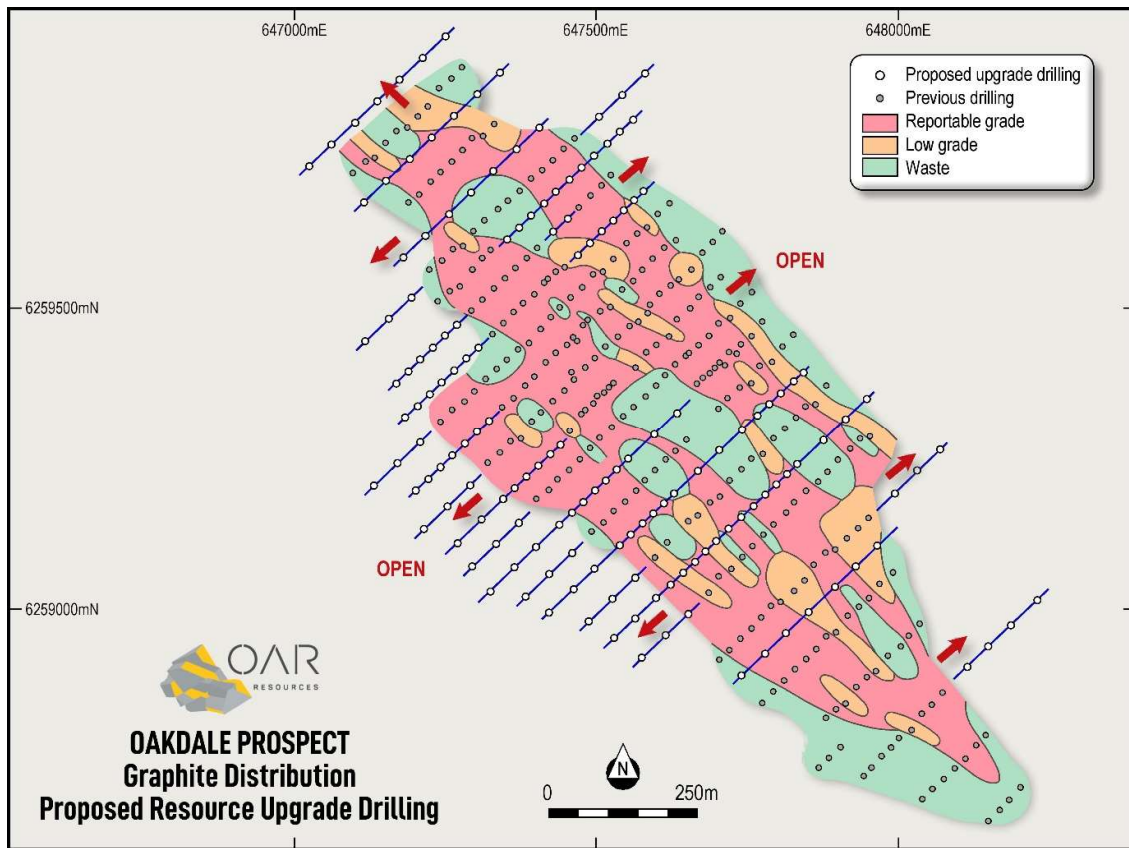 647000mE
647500mE
648000mE
Proposed upgrade drilling
Previous drilling
Reportable grade
Low grade
Waste
OPEN
6259500mN
OPEN
6259000mN
OAR
RESOURCES
OAKDALE PROSPECT
Graphite Distribution
Proposed Resource Upgrade Drilling
N
0
250m